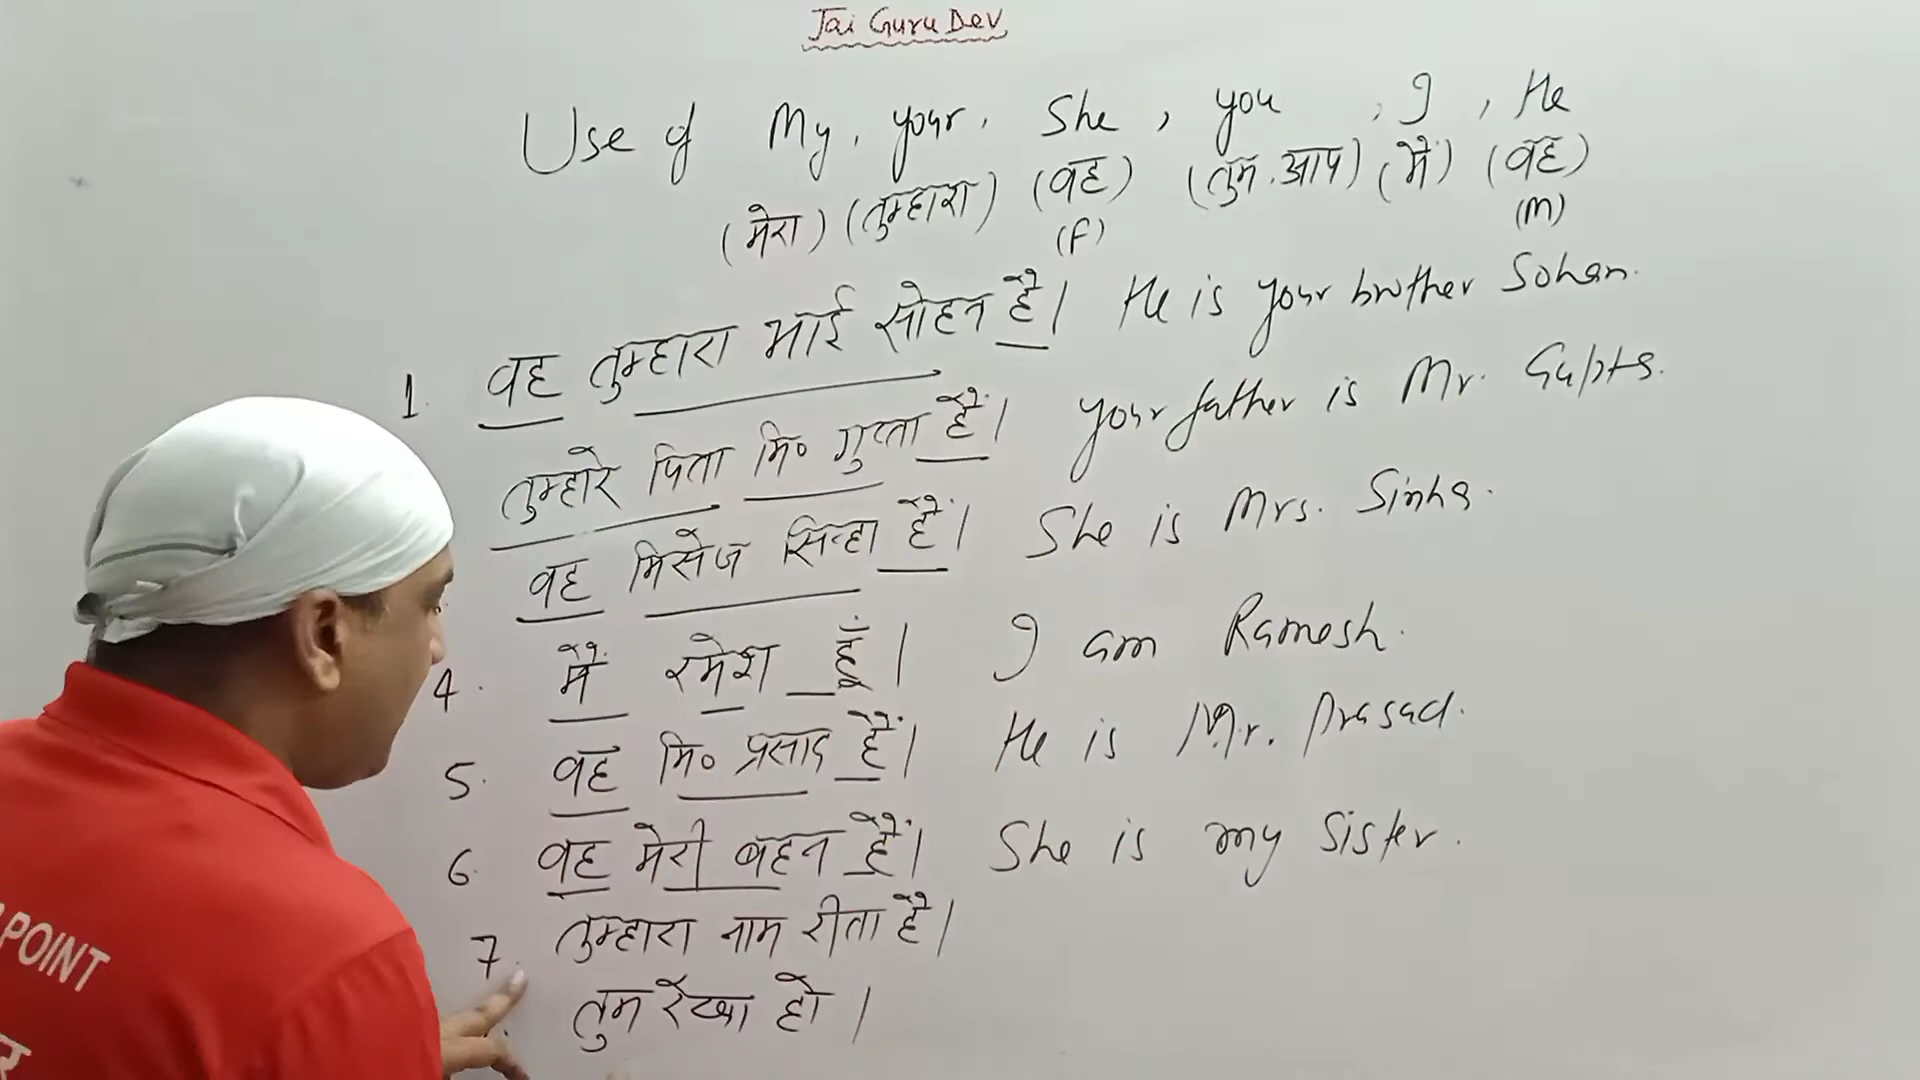 Jai Guru Dev
Use of My, your, She, you, I, He
(मेरा) (तुम्हारा) (वह) (तुम, आप) (मैं) (वह)
(F) (M)
1. वह तुम्हारा भाई सोहन है। He is your brother Sohan.
तुम्हारे पिता मि० गुप्ता हैं। your father is Mr. Gupta.
वह मिसेज सिन्हा हैं। She is Mrs. Sinha.
4. मैं रमेश हूँ। I am Ramesh.
5. वह मि० प्रसाद हैं। He is Mr. Prasad.
6. वह मेरी बहन हैं। She is my Sister.
7. तुम्हारा नाम रीता है।
तुम रेखा हो।
POINT